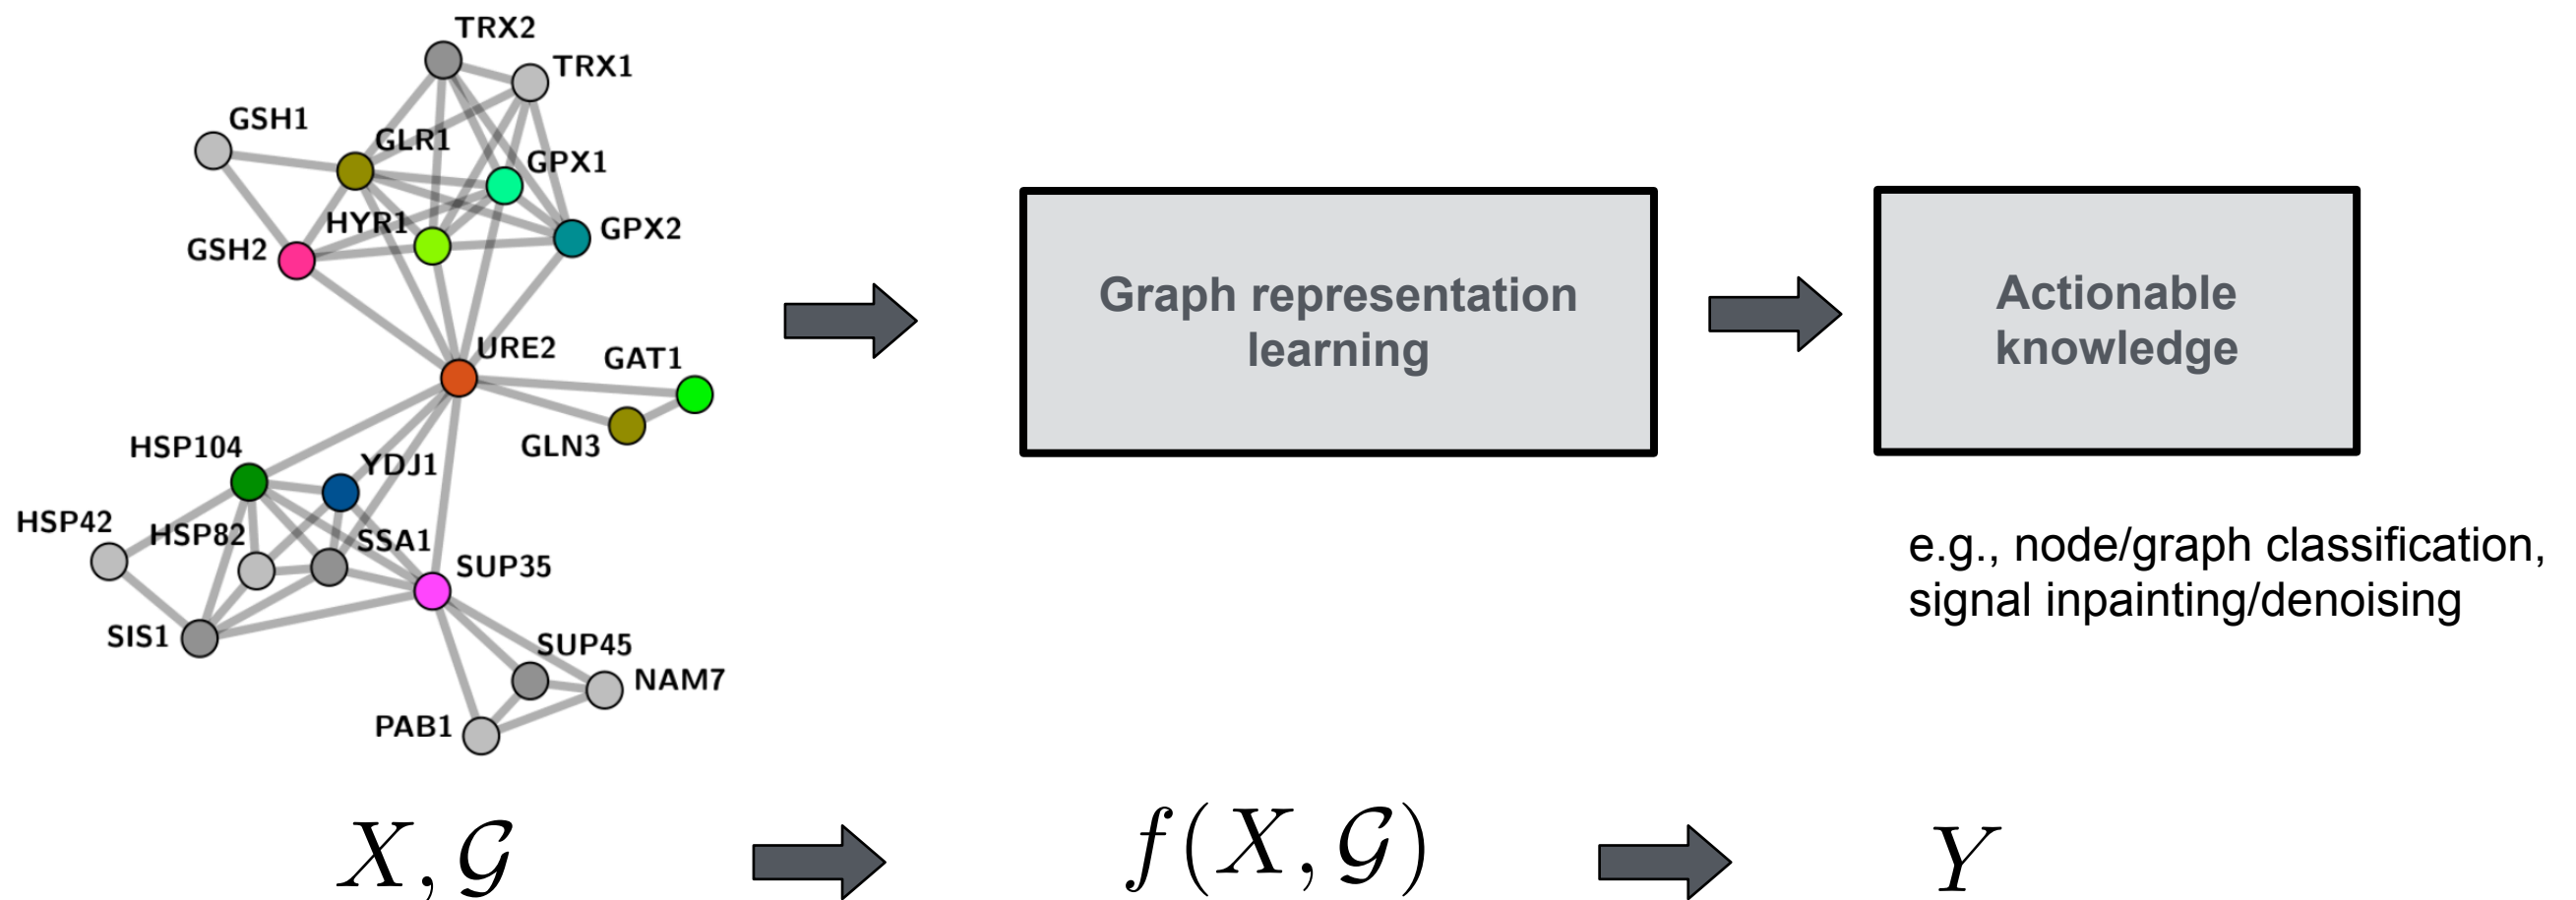 TRX2
TRX1
GSH1
GLR1
GPX1
HYR1
GPX2
GSH2
URE2
GAT1
GLN3
HSP104
YDJ1
HSP42
HSP82
SSA1
SUP35
SIS1
SUP45
NAM7
PAB1
Graph representation
learning
Actionable
knowledge
e.g., node/graph classification,
signal inpainting/denoising
X, 𝒢
f(X, 𝒢)
Y